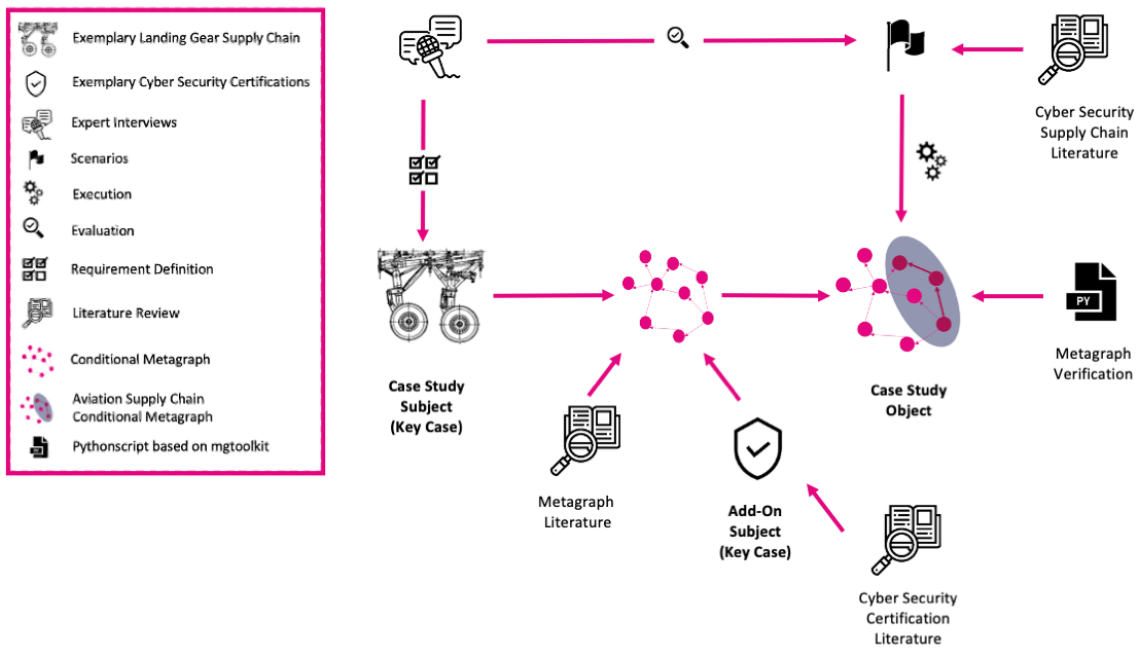 Exemplary Landing Gear Supply Chain
Exemplary Cyber Security Certifications
Expert Interviews
Scenarios
Execution
Evaluation
Requirement Definition
Literature Review
Conditional Metagraph
Aviation Supply Chain
Conditional Metagraph
PY
Pythonscript based on mgtoolkit
Cyber Security
Supply Chain
Literature
PY
Metagraph
Verification
Case Study
Subject
(Key Case)
Case Study
Object
Metagraph
Literature
Add-On
Subject
(Key Case)
Cyber Security
Certification
Literature